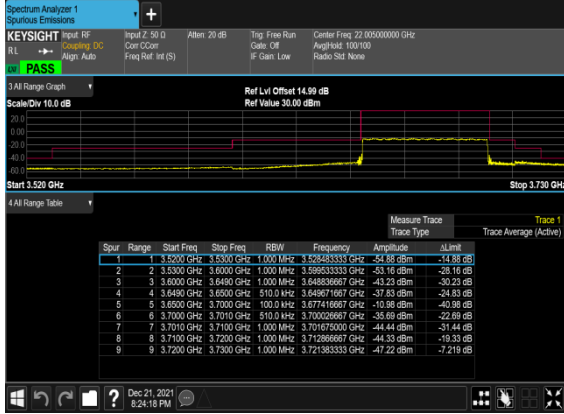 Spectrum Analyzer 1
Spurious Emissions
+
KEYSIGHT Input: RF Input Z: 50 Ω Atten: 20 dB Trig: Free Run Center Freq: 22.005000000 GHz
RL Coupling: DC Corr CCorr Gate: Off Avg|Hold: 100/100
Align: Auto Freq Ref: Int (S) IF Gain: Low Radio Std: None
PASS
3 All Range Graph
Ref Lvl Offset 14.99 dB
Scale/Div 10.0 dB Ref Value 30.00 dBm
20.0
0.00
-20.0
-40.0
-60.0
Start 3.520 GHz Stop 3.730 GHz
4 All Range Table
Measure Trace Trace 1
Trace Type Trace Average (Active)
Spur Range Start Freq Stop Freq RBW Frequency Amplitude ΔLimit
1 1 3.5200 GHz 3.5300 GHz 1.000 MHz 3.528483333 GHz -54.88 dBm -14.88 dB
2 2 3.5300 GHz 3.6000 GHz 1.000 MHz 3.599533333 GHz -53.16 dBm -28.16 dB
3 3 3.6000 GHz 3.6490 GHz 1.000 MHz 3.648836667 GHz -43.23 dBm -30.23 dB
4 4 3.6490 GHz 3.6500 GHz 510.0 kHz 3.649671667 GHz -37.83 dBm -24.83 dB
5 5 3.6500 GHz 3.7000 GHz 100.0 kHz 3.677416667 GHz -10.98 dBm -40.98 dB
6 6 3.7000 GHz 3.7010 GHz 510.0 kHz 3.700026667 GHz -35.69 dBm -22.69 dB
7 7 3.7010 GHz 3.7100 GHz 1.000 MHz 3.701675000 GHz -44.44 dBm -31.44 dB
8 8 3.7100 GHz 3.7200 GHz 1.000 MHz 3.712866667 GHz -44.33 dBm -19.33 dB
9 9 3.7200 GHz 3.7300 GHz 1.000 MHz 3.721383333 GHz -47.22 dBm -7.219 dB
? Dec 21, 2021
8:24:18 PM